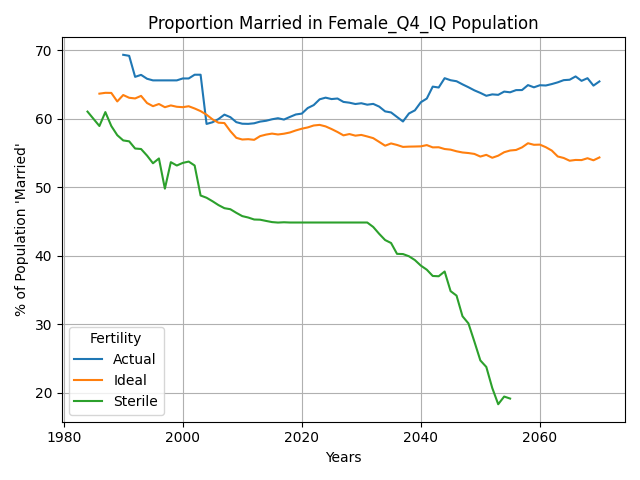 Proportion Married in Female_Q4_IQ Population
% of Population 'Married'
70
60
50
40
30
20
Fertility
Actual
Ideal
Sterile
1980
2000
2020
2040
2060
Years